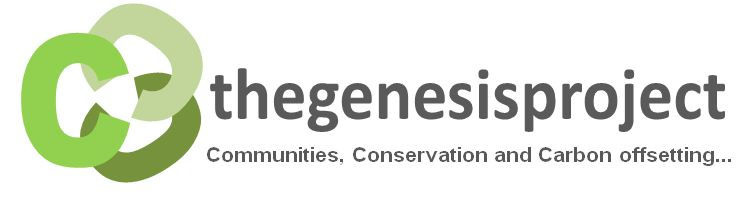 thegenesisproject
Communities, Conservation and Carbon offsetting...